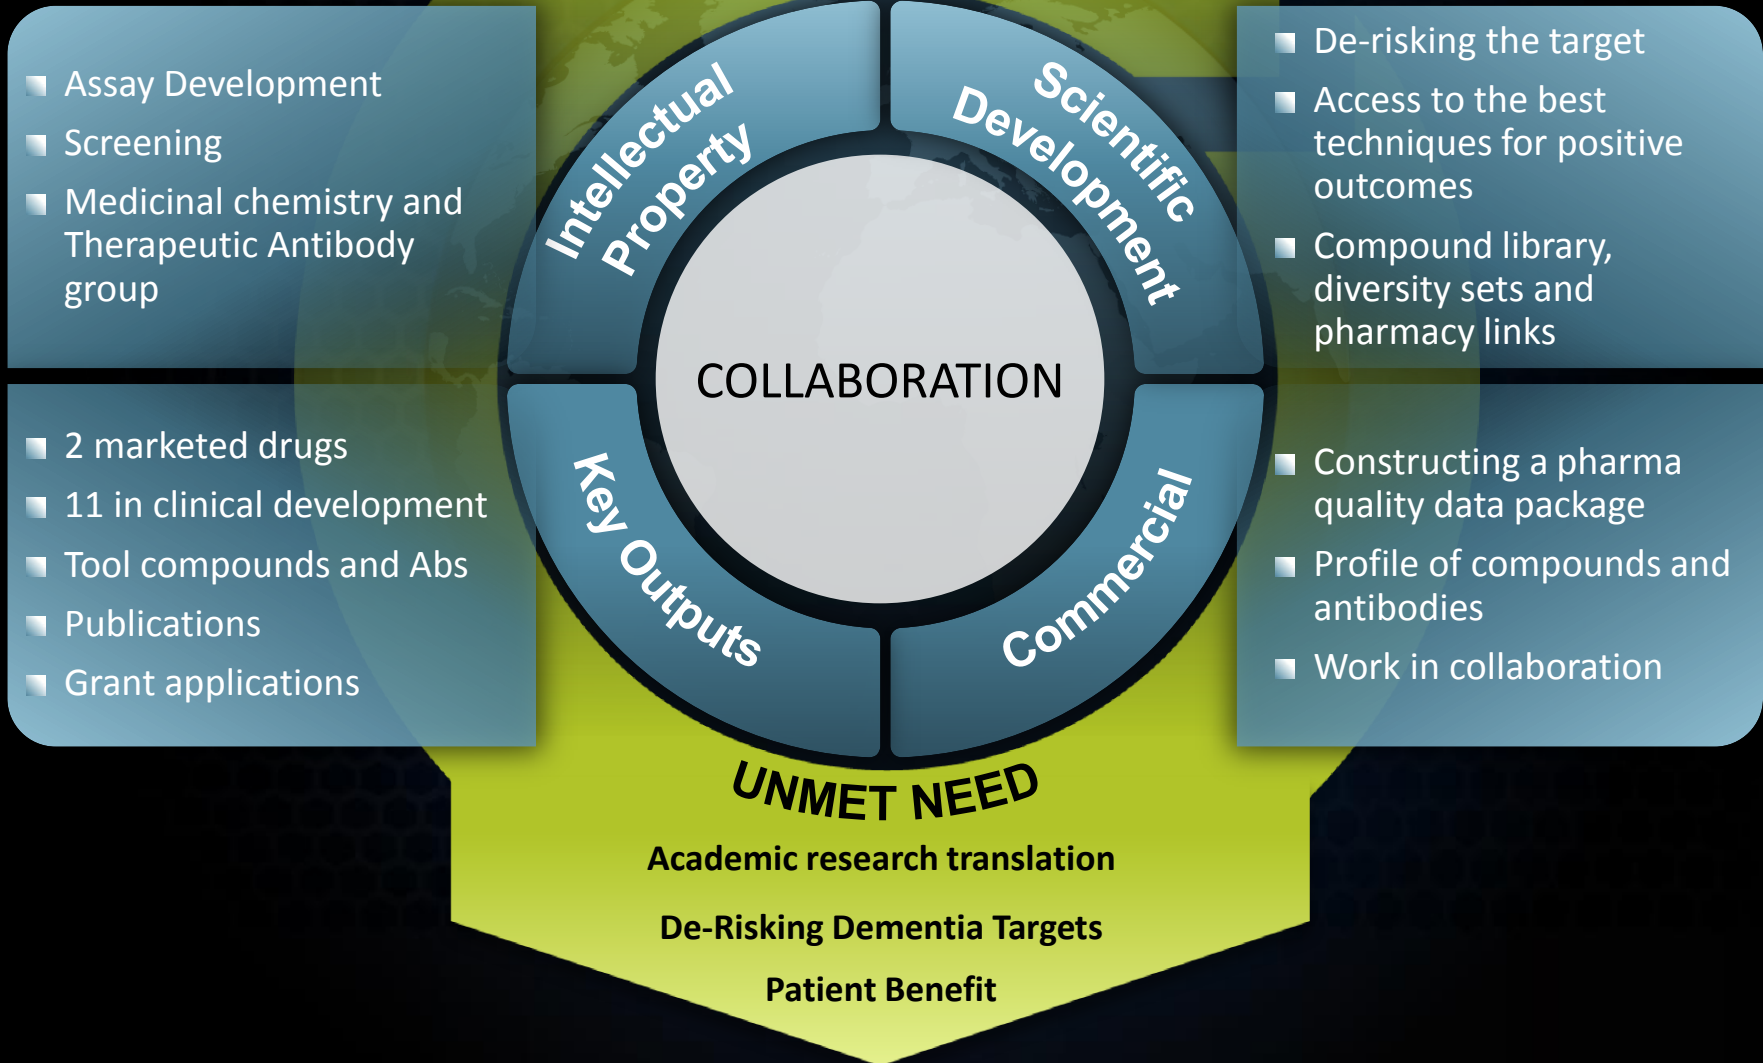 Assay Development
Screening
Medicinal chemistry and
Therapeutic Antibody
group
Intellectual
Property
Scientific
Development
De-risking the target
Access to the best
techniques for positive
outcomes
Compound library,
diversity sets and
pharmacy links
COLLABORATION
2 marketed drugs
11 in clinical development
Tool compounds and Abs
Publications
Grant applications
Key Outputs
Commercial
Constructing a pharma
quality data package
Profile of compounds and
antibodies
Work in collaboration
UNMET NEED
Academic research translation
De-Risking Dementia Targets
Patient Benefit